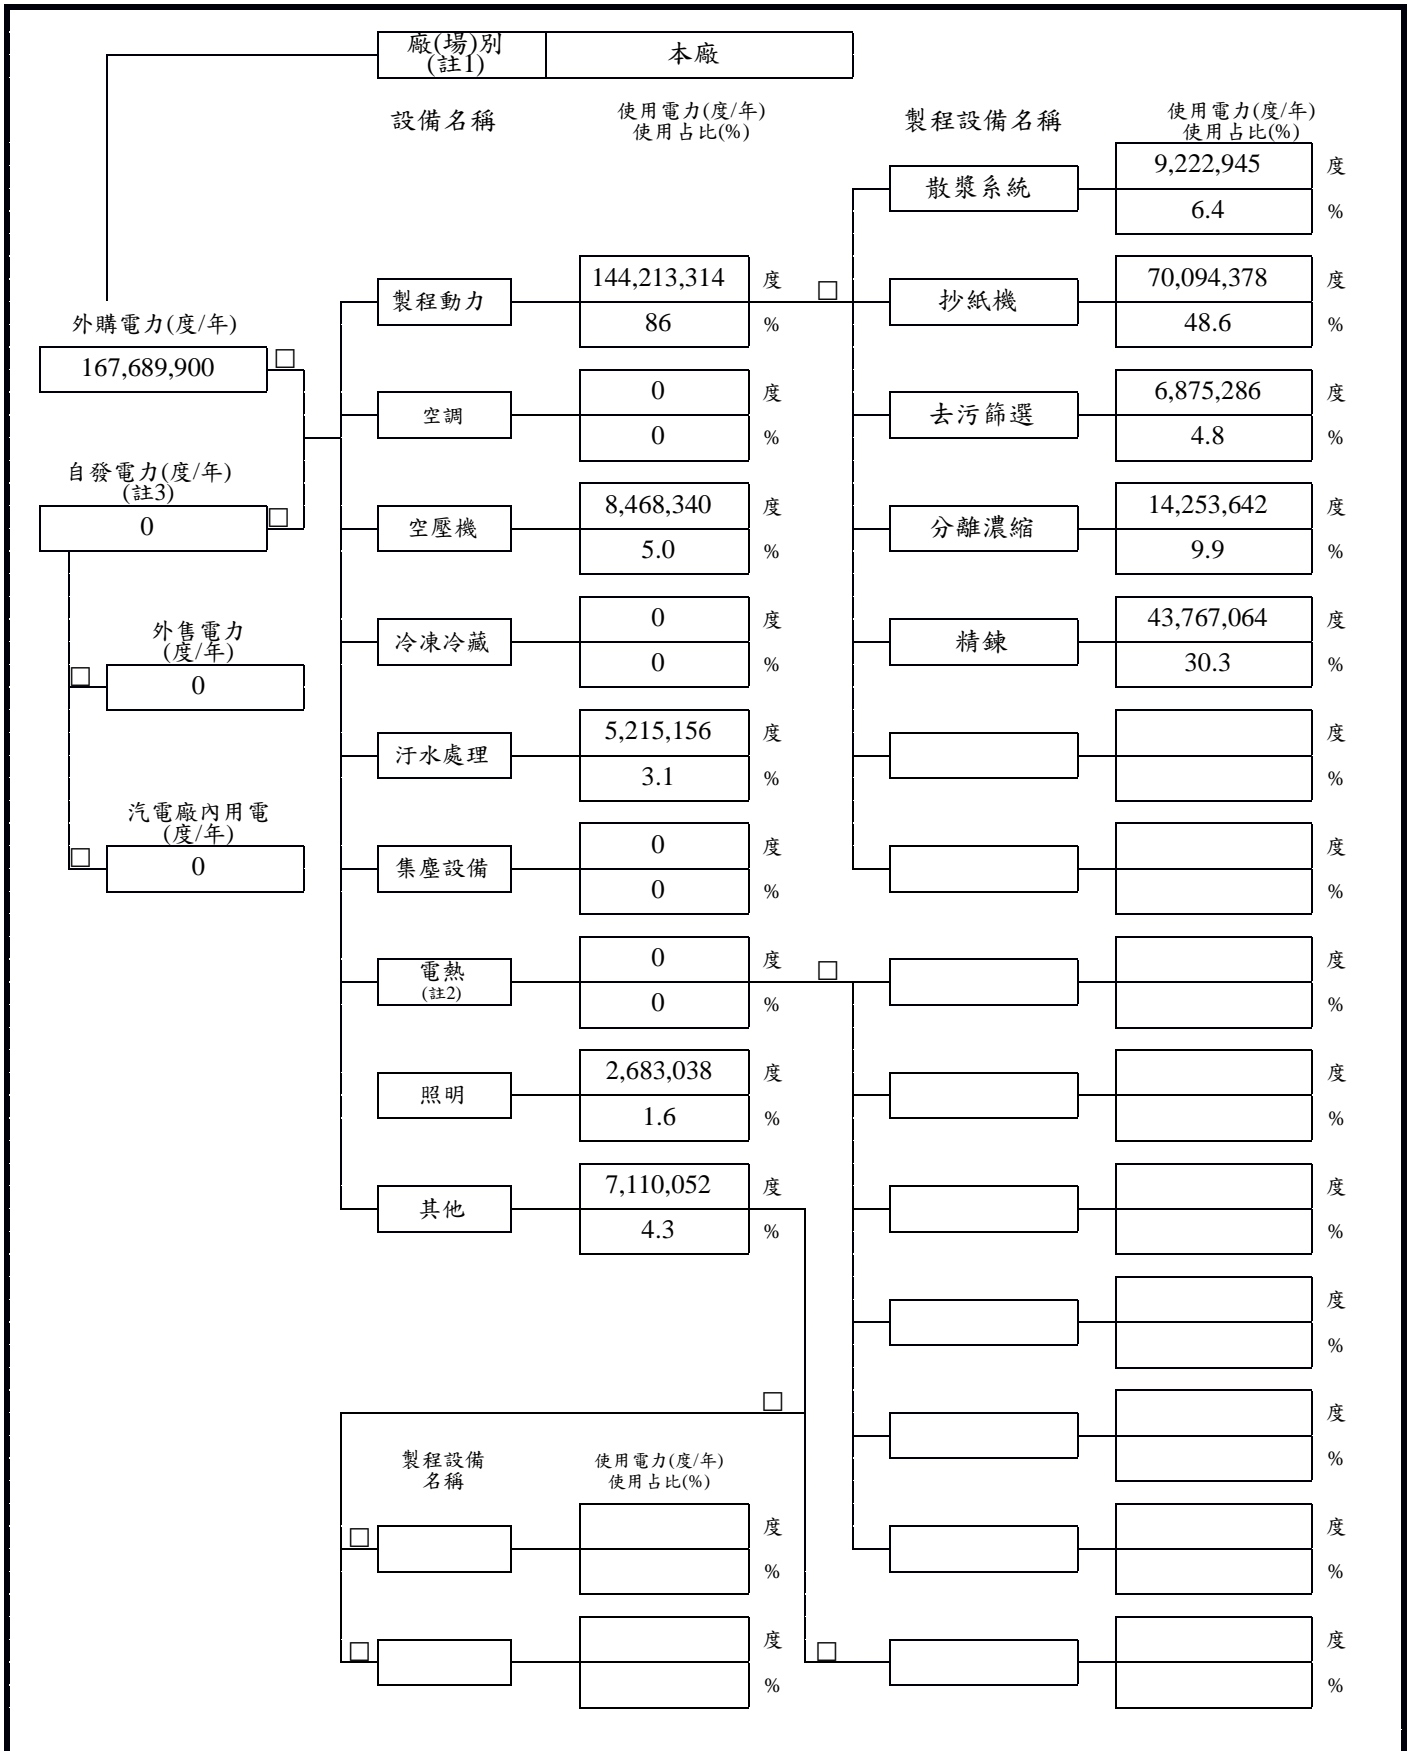 廠(場)別
(註1)
本廠
設備名稱
使用電力(度/年)
使用占比(%)
製程設備名稱
使用電力(度/年)
使用占比(%)
散漿系統
9,222,945
度
6.4
%
製程動力
144,213,314
度
86
%
抄紙機
70,094,378
度
48.6
%
外購電力(度/年)
167,689,900
空調
0
度
0
%
去污篩選
6,875,286
度
4.8
%
自發電力(度/年)
(註3)
0
空壓機
8,468,340
度
5.0
%
分離濃縮
14,253,642
度
9.9
%
外售電力
(度/年)
0
冷凍冷藏
0
度
0
%
精鍊
43,767,064
度
30.3
%
汙水處理
5,215,156
度
3.1
%
度
%
汽電廠內用電
(度/年)
0
集塵設備
0
度
0
%
度
%
電熱
(註2)
0
度
0
%
度
%
照明
2,683,038
度
1.6
%
度
%
其他
7,110,052
度
4.3
%
度
%
度
%
製程設備
名稱
使用電力(度/年)
使用占比(%)
度
%
度
%
度
%
度
%
度
%